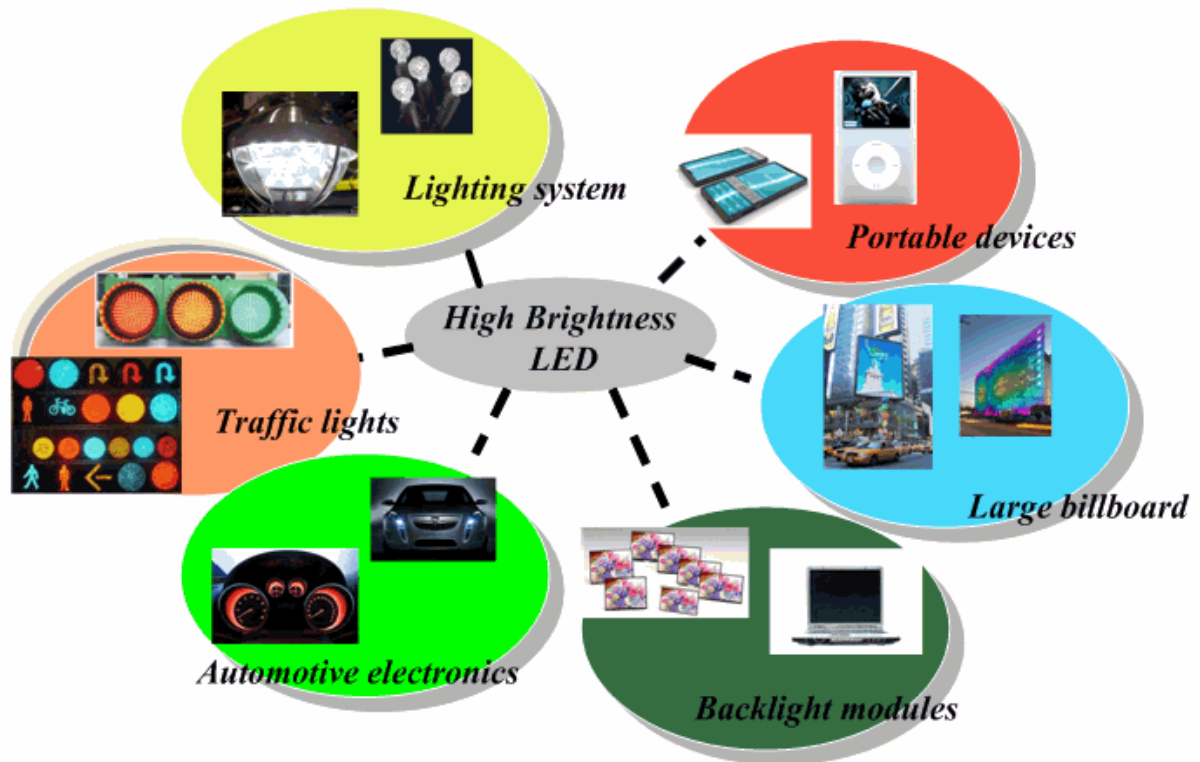 Lighting system
Portable devices
High Brightness
LED
Traffic lights
Large billboard
Automotive electronics
Backlight modules